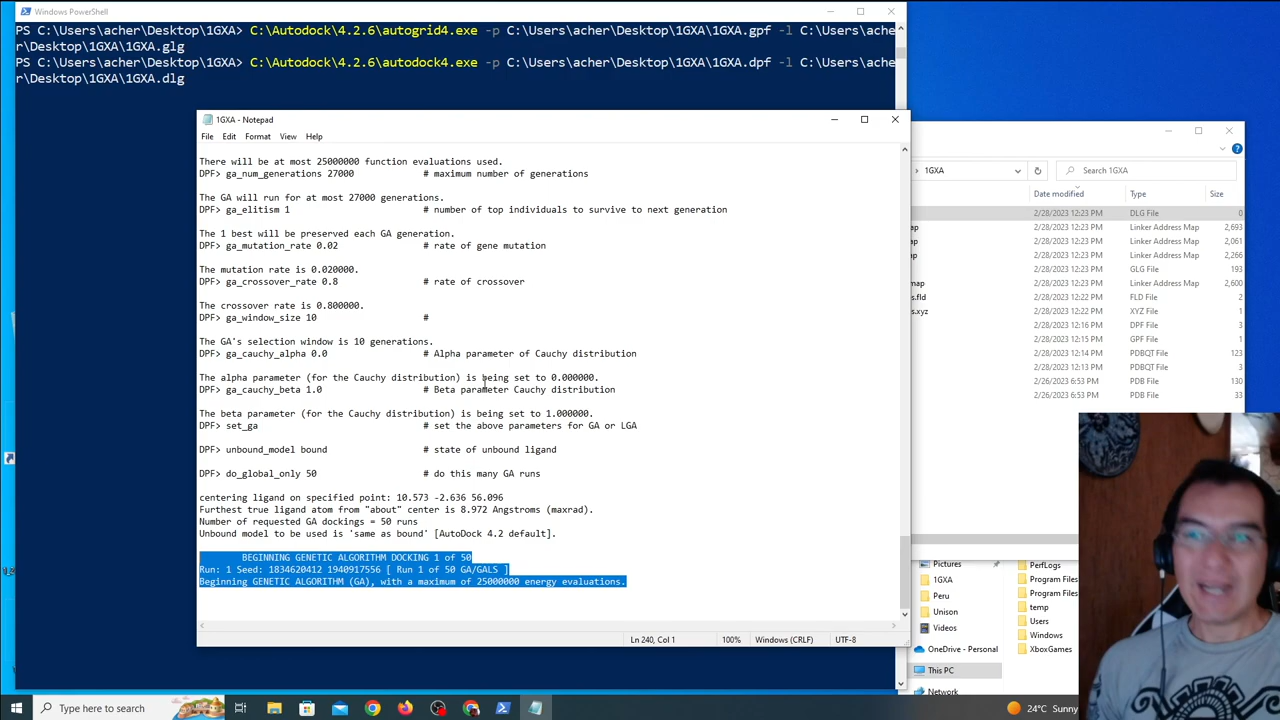 Windows PowerShell
PS C:\Users\acher\Desktop\1GXA> C:\Autodock\4.2.6\autogrid4.exe -p C:\Users\acher\Desktop\1GXA\1GXA.gpf -l C:\Users\ache
r\Desktop\1GXA\1GXA.glg
PS C:\Users\acher\Desktop\1GXA> C:\Autodock\4.2.6\autodock4.exe -p C:\Users\acher\Desktop\1GXA\1GXA.dpf -l C:\Users\ache
r\Desktop\1GXA\1GXA.dlg
1GXA - Notepad
File Edit Format View Help
There will be at most 25000000 function evaluations used.
DPF> ga_num_generations 27000 # maximum number of generations
The GA will run for at most 27000 generations.
DPF> ga_elitism 1 # number of top individuals to survive to next generation
The 1 best will be preserved each GA generation.
DPF> ga_mutation_rate 0.02 # rate of gene mutation
The mutation rate is 0.020000.
DPF> ga_crossover_rate 0.8 # rate of crossover
The crossover rate is 0.800000.
DPF> ga_window_size 10 #
The GA's selection window is 10 generations.
DPF> ga_cauchy_alpha 0.0 # Alpha parameter of Cauchy distribution
The alpha parameter (for the Cauchy distribution) is being set to 0.000000.
DPF> ga_cauchy_beta 1.0 # Beta parameter Cauchy distribution
The beta parameter (for the Cauchy distribution) is being set to 1.000000.
DPF> set_ga # set the above parameters for GA or LGA
DPF> unbound_model bound # state of unbound ligand
DPF> do_global_only 50 # do this many GA runs
centering ligand on specified point: 10.573 -2.636 56.096
Furthest true ligand atom from "about" center is 8.972 Angstroms (maxrad).
Number of requested GA dockings = 50 runs
Unbound model to be used is 'same as bound' [AutoDock 4.2 default].
BEGINNING GENETIC ALGORITHM DOCKING 1 of 50
Run: 1 Seed: 1834620412 1940917556 [ Run 1 of 50 GA/GALS ]
Beginning GENETIC ALGORITHM (GA), with a maximum of 25000000 energy evaluations.
Ln 240, Col 1 100% Windows (CRLF) UTF-8
1GXA Search 1GXA
Date modified Type Size
2/28/2023 12:23 PM DLG File 0
ap 2/28/2023 12:23 PM Linker Address Map 2,693
ap 2/28/2023 12:23 PM Linker Address Map 2,061
ap 2/28/2023 12:23 PM Linker Address Map 2,266
2/28/2023 12:23 PM GLG File 193
map 2/28/2023 12:23 PM Linker Address Map 2,600
s.fld 2/28/2023 12:22 PM FLD File 2
s.xyz 2/28/2023 12:22 PM XYZ File 1
2/28/2023 12:16 PM DPF File 3
2/28/2023 12:15 PM GPF File 1
2/28/2023 12:14 PM PDBQT File 123
2/28/2023 12:13 PM PDBQT File 3
2/26/2023 6:53 PM PDB File 130
2/26/2023 6:53 PM PDB File 33
Pictures PerfLogs
1GXA Program Files
Peru Program Files
Unison temp
Videos Users
OneDrive - Personal Windows
This PC XboxGames
Network
Type here to search 24°C Sunny